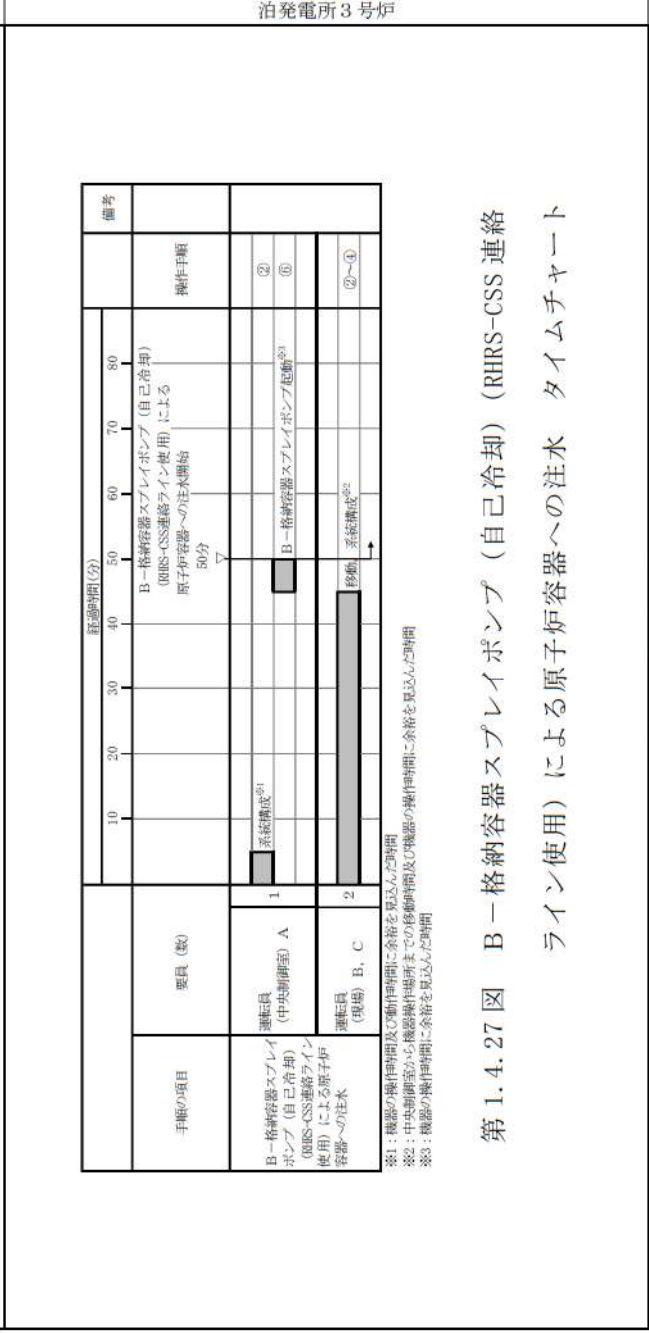 泊発電所3号炉
経過時間(分)
備考
10 20 30 40 50 60 70 80
手順の項目
要員(数)
操作手順
B-格納容器スプレイポンプ(自己冷却)
(RHRS-CSS連絡ライン使用)による
原子炉容器への注水開始
50分
▽
B-格納容器スプレイ
ポンプ(自己冷却)
(RHRS-CSS連絡ライン
使用)による原子炉
容器への注水
運転員
(中央制御室) A
1
系統構成※1
②
B-格納容器スプレイポンプ起動※3
⑥
運転員
(現場) B, C
2
移動、系統構成※2
②~④
※1:機器の操作時間及び動作時間に余裕を見込んだ時間
※2:中央制御室から機器操作場所までの移動時間及び機器の操作時間に余裕を見込んだ時間
※3:機器の操作時間に余裕を見込んだ時間
第 1.4.27 図 B-格納容器スプレイポンプ(自己冷却)(RHRS-CSS 連絡
ライン使用)による原子炉容器への注水 タイムチャート